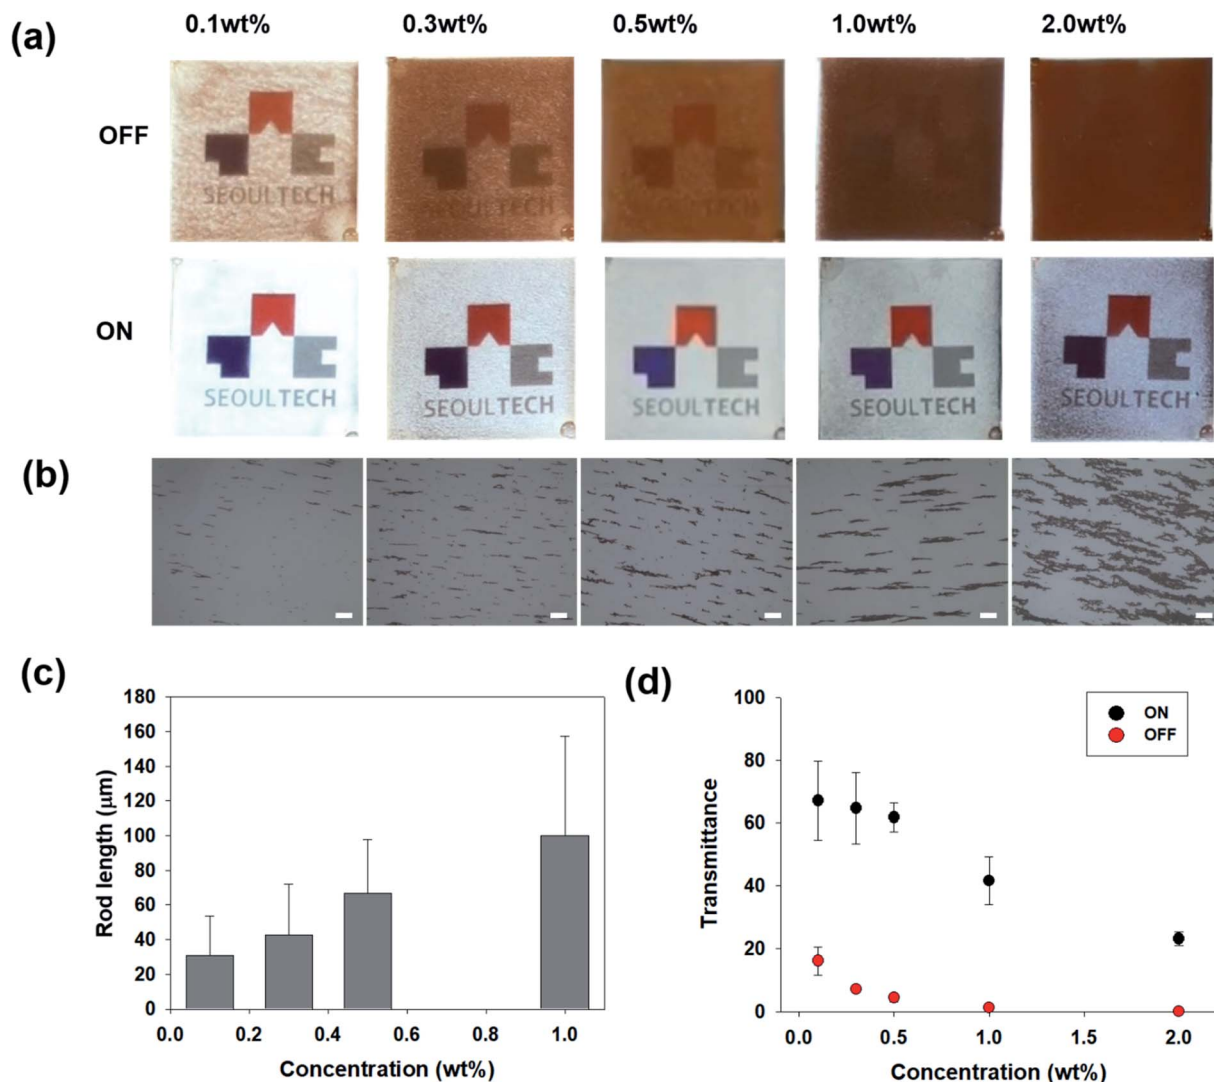 (a)
0.1wt% 0.3wt% 0.5wt% 1.0wt% 2.0wt%
OFF
SEOULTECH SEOULTECH SEOULTECH
ON
SEOULTECH SEOULTECH SEOULTECH SEOULTECH SEOULTECH
(b)
(c)
180
160
140
120
100
80
60
40
20
0
Rod length (μm)
0.0 0.2 0.4 0.6 0.8 1.0
Concentration (wt%)
(d)
100
80
60
40
20
0
Transmittance
ON
OFF
0.0 0.5 1.0 1.5 2.0
Concentration (wt%)